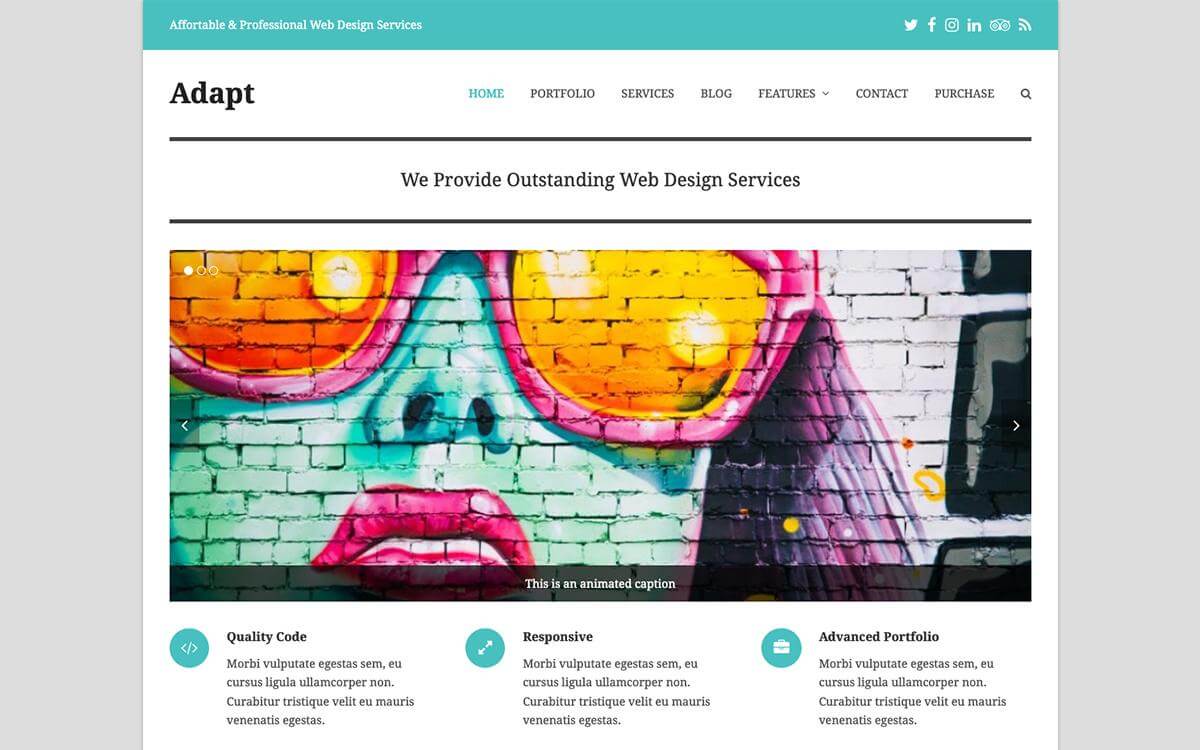 Affortable & Professional Web Design Services
Adapt
HOME PORTFOLIO SERVICES BLOG FEATURES CONTACT PURCHASE
We Provide Outstanding Web Design Services
This is an animated caption
Quality Code
Morbi vulputate egestas sem, eu
cursus ligula ullamcorper non.
Curabitur tristique velit eu mauris
venenatis egestas.
Responsive
Morbi vulputate egestas sem, eu
cursus ligula ullamcorper non.
Curabitur tristique velit eu mauris
venenatis egestas.
Advanced Portfolio
Morbi vulputate egestas sem, eu
cursus ligula ullamcorper non.
Curabitur tristique velit eu mauris
venenatis egestas.